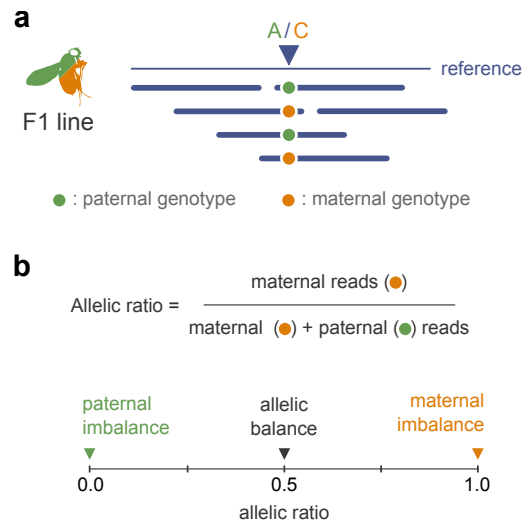 a
A/C
reference
F1 line
: paternal genotype
: maternal genotype
b
Allelic ratio =
maternal reads ( )
maternal ( ) + paternal ( ) reads
paternal
imbalance
allelic
balance
maternal
imbalance
0.0
0.5
1.0
allelic ratio